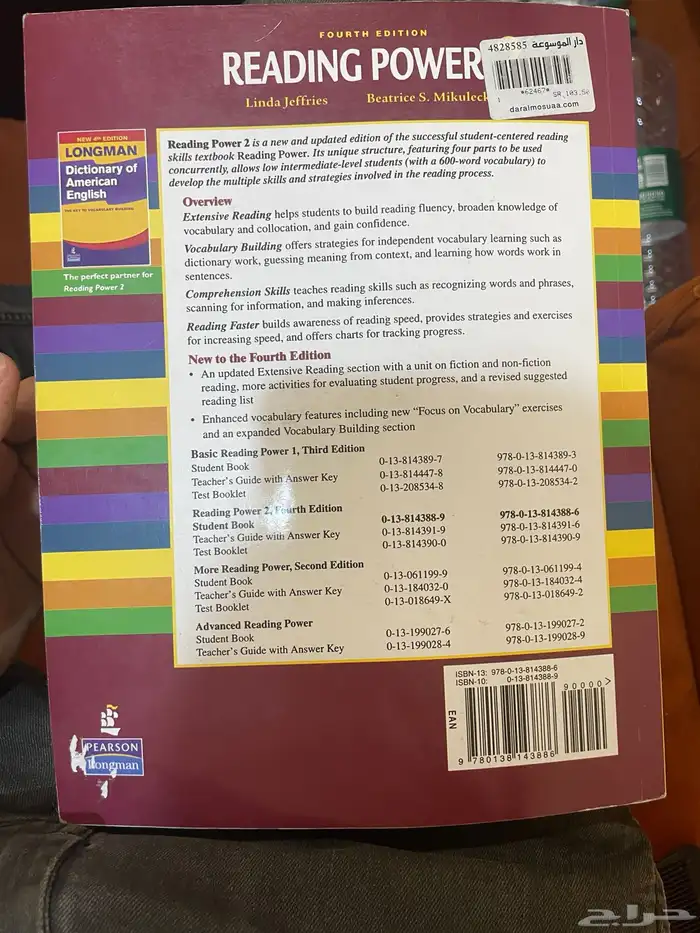 FOURTH EDITION
READING POWER
Linda Jeffries Beatrice S. Mikuleck
دار الموسوعة 4828585
1 *62467* SR.103.50
daralmosuaa.com
NEW 4TH EDITION
LONGMAN
Dictionary of
American
English
THE KEY TO VOCABULARY BUILDING
The perfect partner for
Reading Power 2
Reading Power 2 is a new and updated edition of the successful student-centered reading
skills textbook Reading Power. Its unique structure, featuring four parts to be used
concurrently, allows low intermediate-level students (with a 600-word vocabulary) to
develop the multiple skills and strategies involved in the reading process.
Overview
Extensive Reading helps students to build reading fluency, broaden knowledge of
vocabulary and collocation, and gain confidence.
Vocabulary Building offers strategies for independent vocabulary learning such as
dictionary work, guessing meaning from context, and learning how words work in
sentences.
Comprehension Skills teaches reading skills such as recognizing words and phrases,
scanning for information, and making inferences.
Reading Faster builds awareness of reading speed, provides strategies and exercises
for increasing speed, and offers charts for tracking progress.
New to the Fourth Edition
• An updated Extensive Reading section with a unit on fiction and non-fiction
reading, more activities for evaluating student progress, and a revised suggested
reading list
• Enhanced vocabulary features including new “Focus on Vocabulary” exercises
and an expanded Vocabulary Building section
Basic Reading Power 1, Third Edition
Student Book 0-13-814389-7 978-0-13-814389-3
Teacher's Guide with Answer Key 0-13-814447-8 978-0-13-814447-0
Test Booklet 0-13-208534-8 978-0-13-208534-2
Reading Power 2, Fourth Edition
Student Book 0-13-814388-9 978-0-13-814388-6
Teacher's Guide with Answer Key 0-13-814391-9 978-0-13-814391-6
Test Booklet 0-13-814390-0 978-0-13-814390-9
More Reading Power, Second Edition
Student Book 0-13-061199-9 978-0-13-061199-4
Teacher's Guide with Answer Key 0-13-184032-0 978-0-13-184032-4
Test Booklet 0-13-018649-X 978-0-13-018649-2
Advanced Reading Power
Student Book 0-13-199027-6 978-0-13-199027-2
Teacher's Guide with Answer Key 0-13-199028-4 978-0-13-199028-9
ISBN-13: 978-0-13-814388-6
ISBN-10: 0-13-814388-9
90000>
EAN
9 780138 143886
PEARSON
Longman
حراج